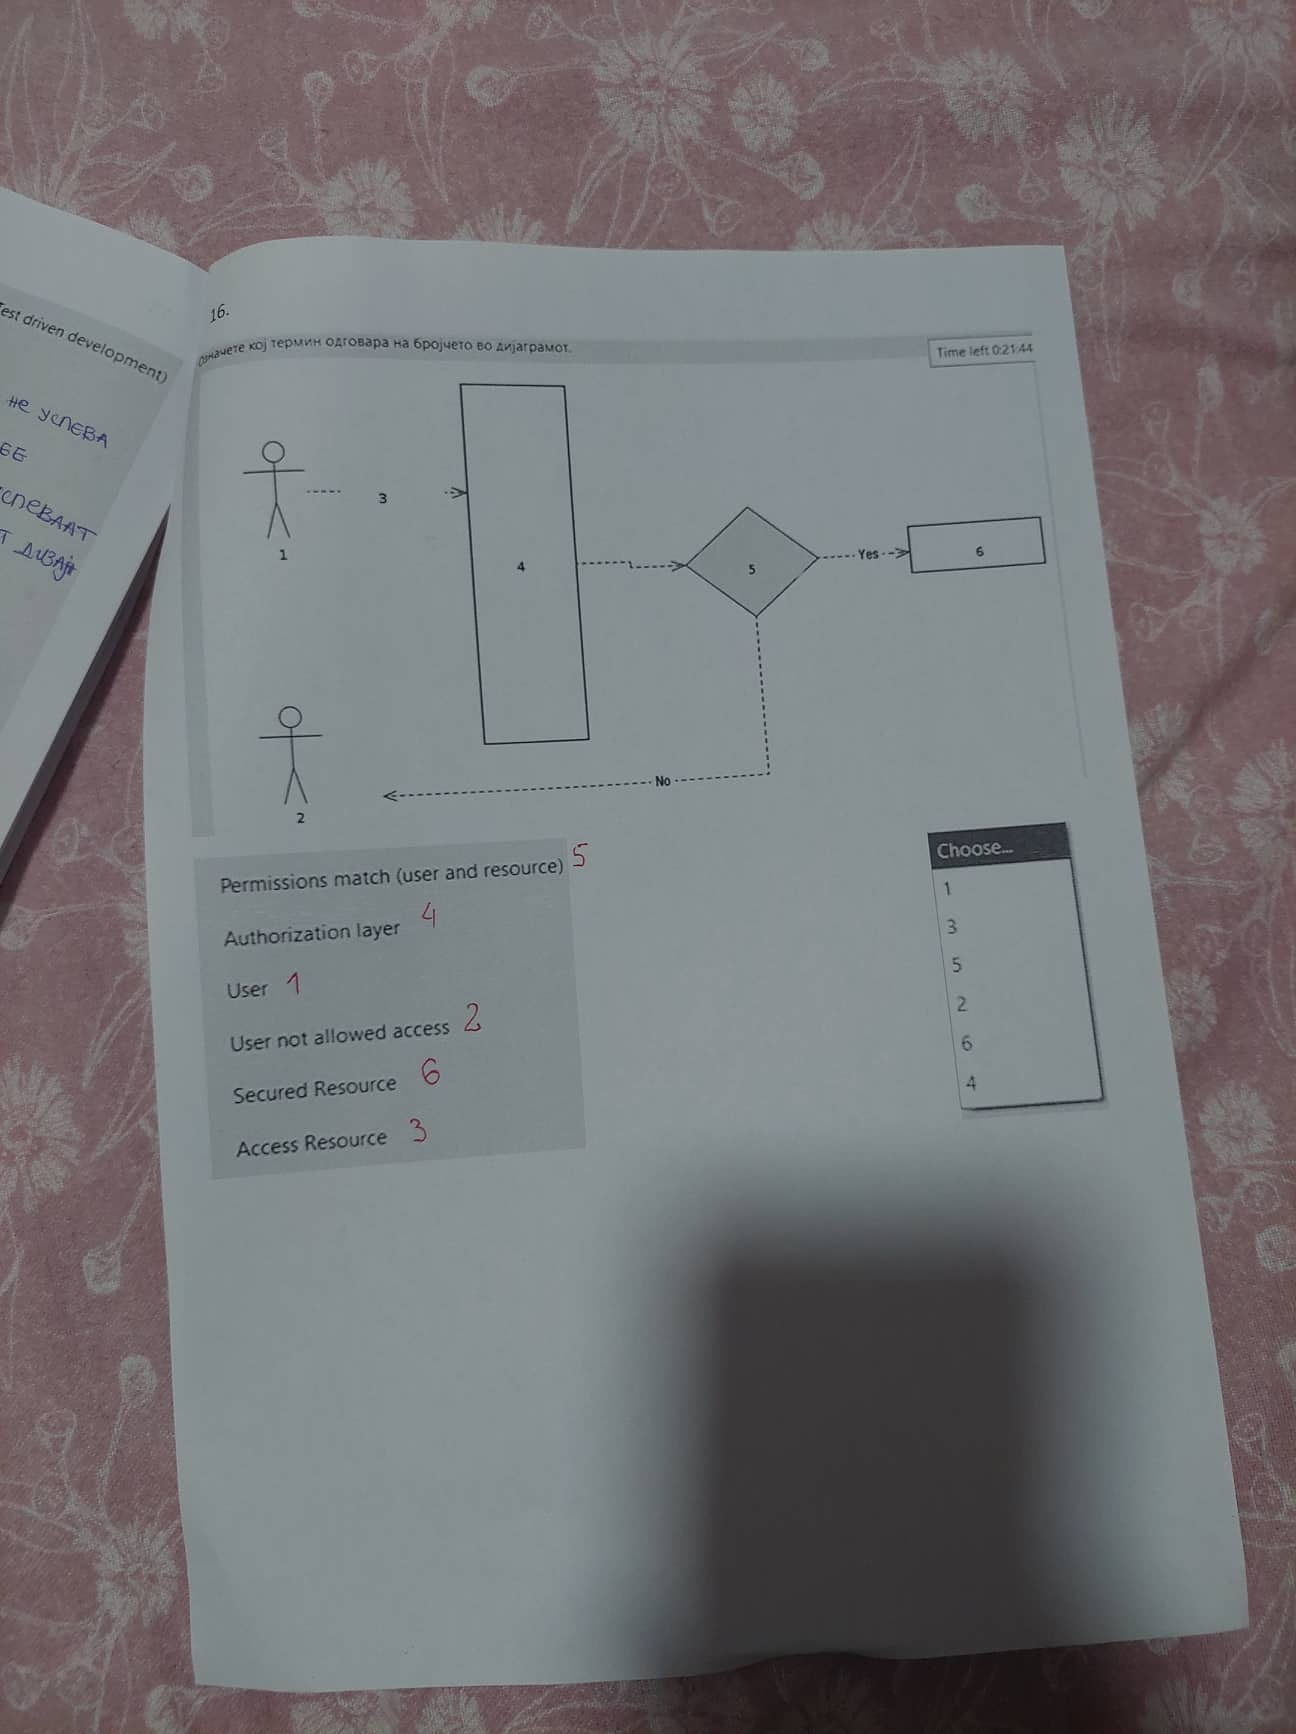 Test driven development)
не успева
успеваат
т дизајн
16.
Означете кој термин одговара на бројчето во дијаграмот.
Time left 0:21:44
3
1
4
5
Yes
6
2
No
Permissions match (user and resource) 5
Authorization layer 4
User 1
User not allowed access 2
Secured Resource 6
Access Resource 3
Choose...
1
3
5
2
6
4